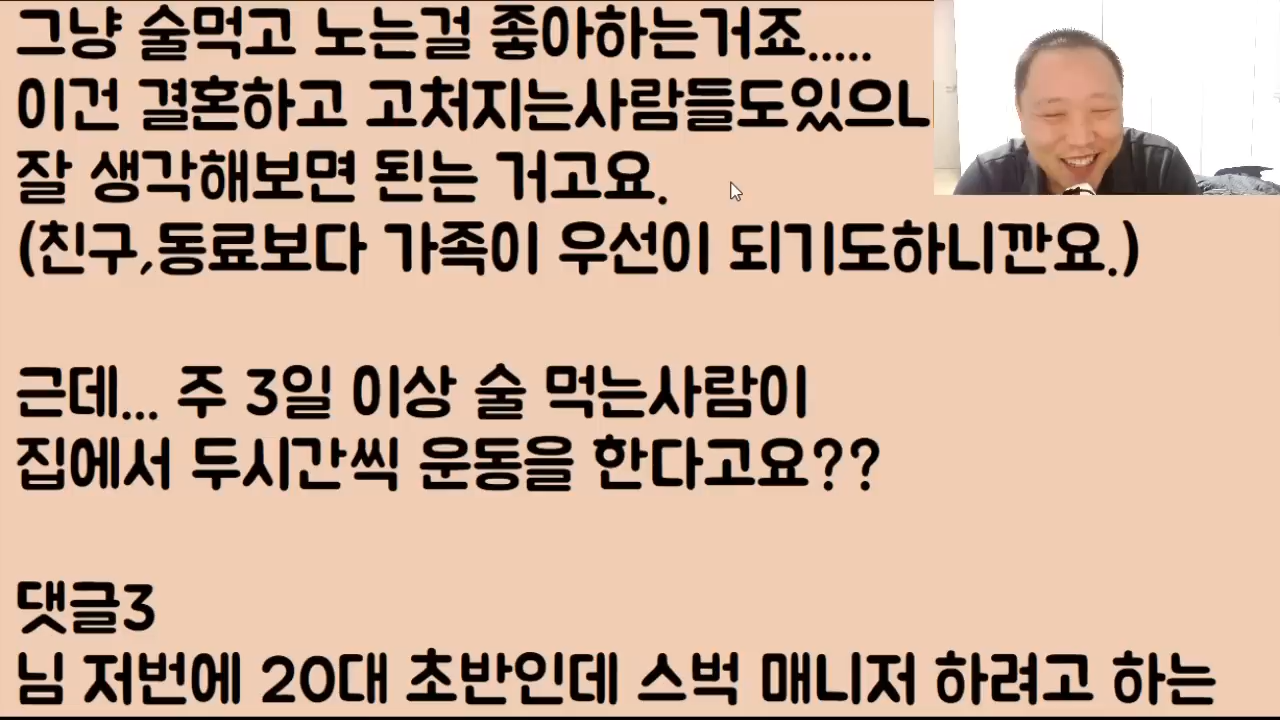 그냥 술먹고 노는걸 좋아하는거죠.....
이건 결혼하고 고쳐지는사람들도있으니
잘 생각해보면 된는 거고요.
(친구,동료보다 가족이 우선이 되기도하니깐요.)
근데... 주 3일 이상 술 먹는사람이
집에서 두시간씩 운동을 한다고요??
댓글3
님 저번에 20대 초반인데 스벅 매니저 하려고 하는